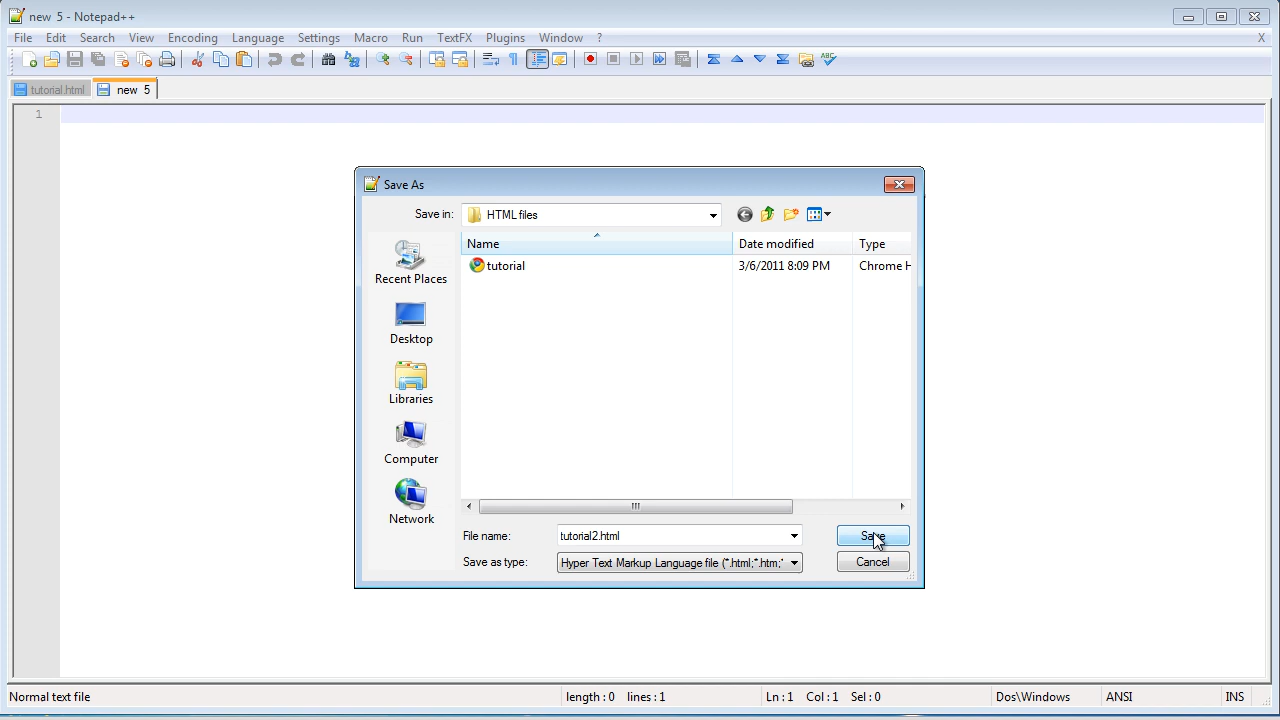 new  5 - Notepad++
File Edit Search View Encoding Language Settings Macro Run TextFX Plugins Window ? X
tutorial.html new  5
1
Save As
Save in: HTML files
Name Date modified Type
tutorial 3/6/2011 8:09 PM Chrome H
Recent Places
Desktop
Libraries
Computer
Network
File name: tutorial2.html Save
Save as type: Hyper Text Markup Language file (*.html;*.htm;* Cancel
Normal text file length : 0 lines : 1 Ln : 1 Col : 1 Sel : 0 Dos\Windows ANSI INS